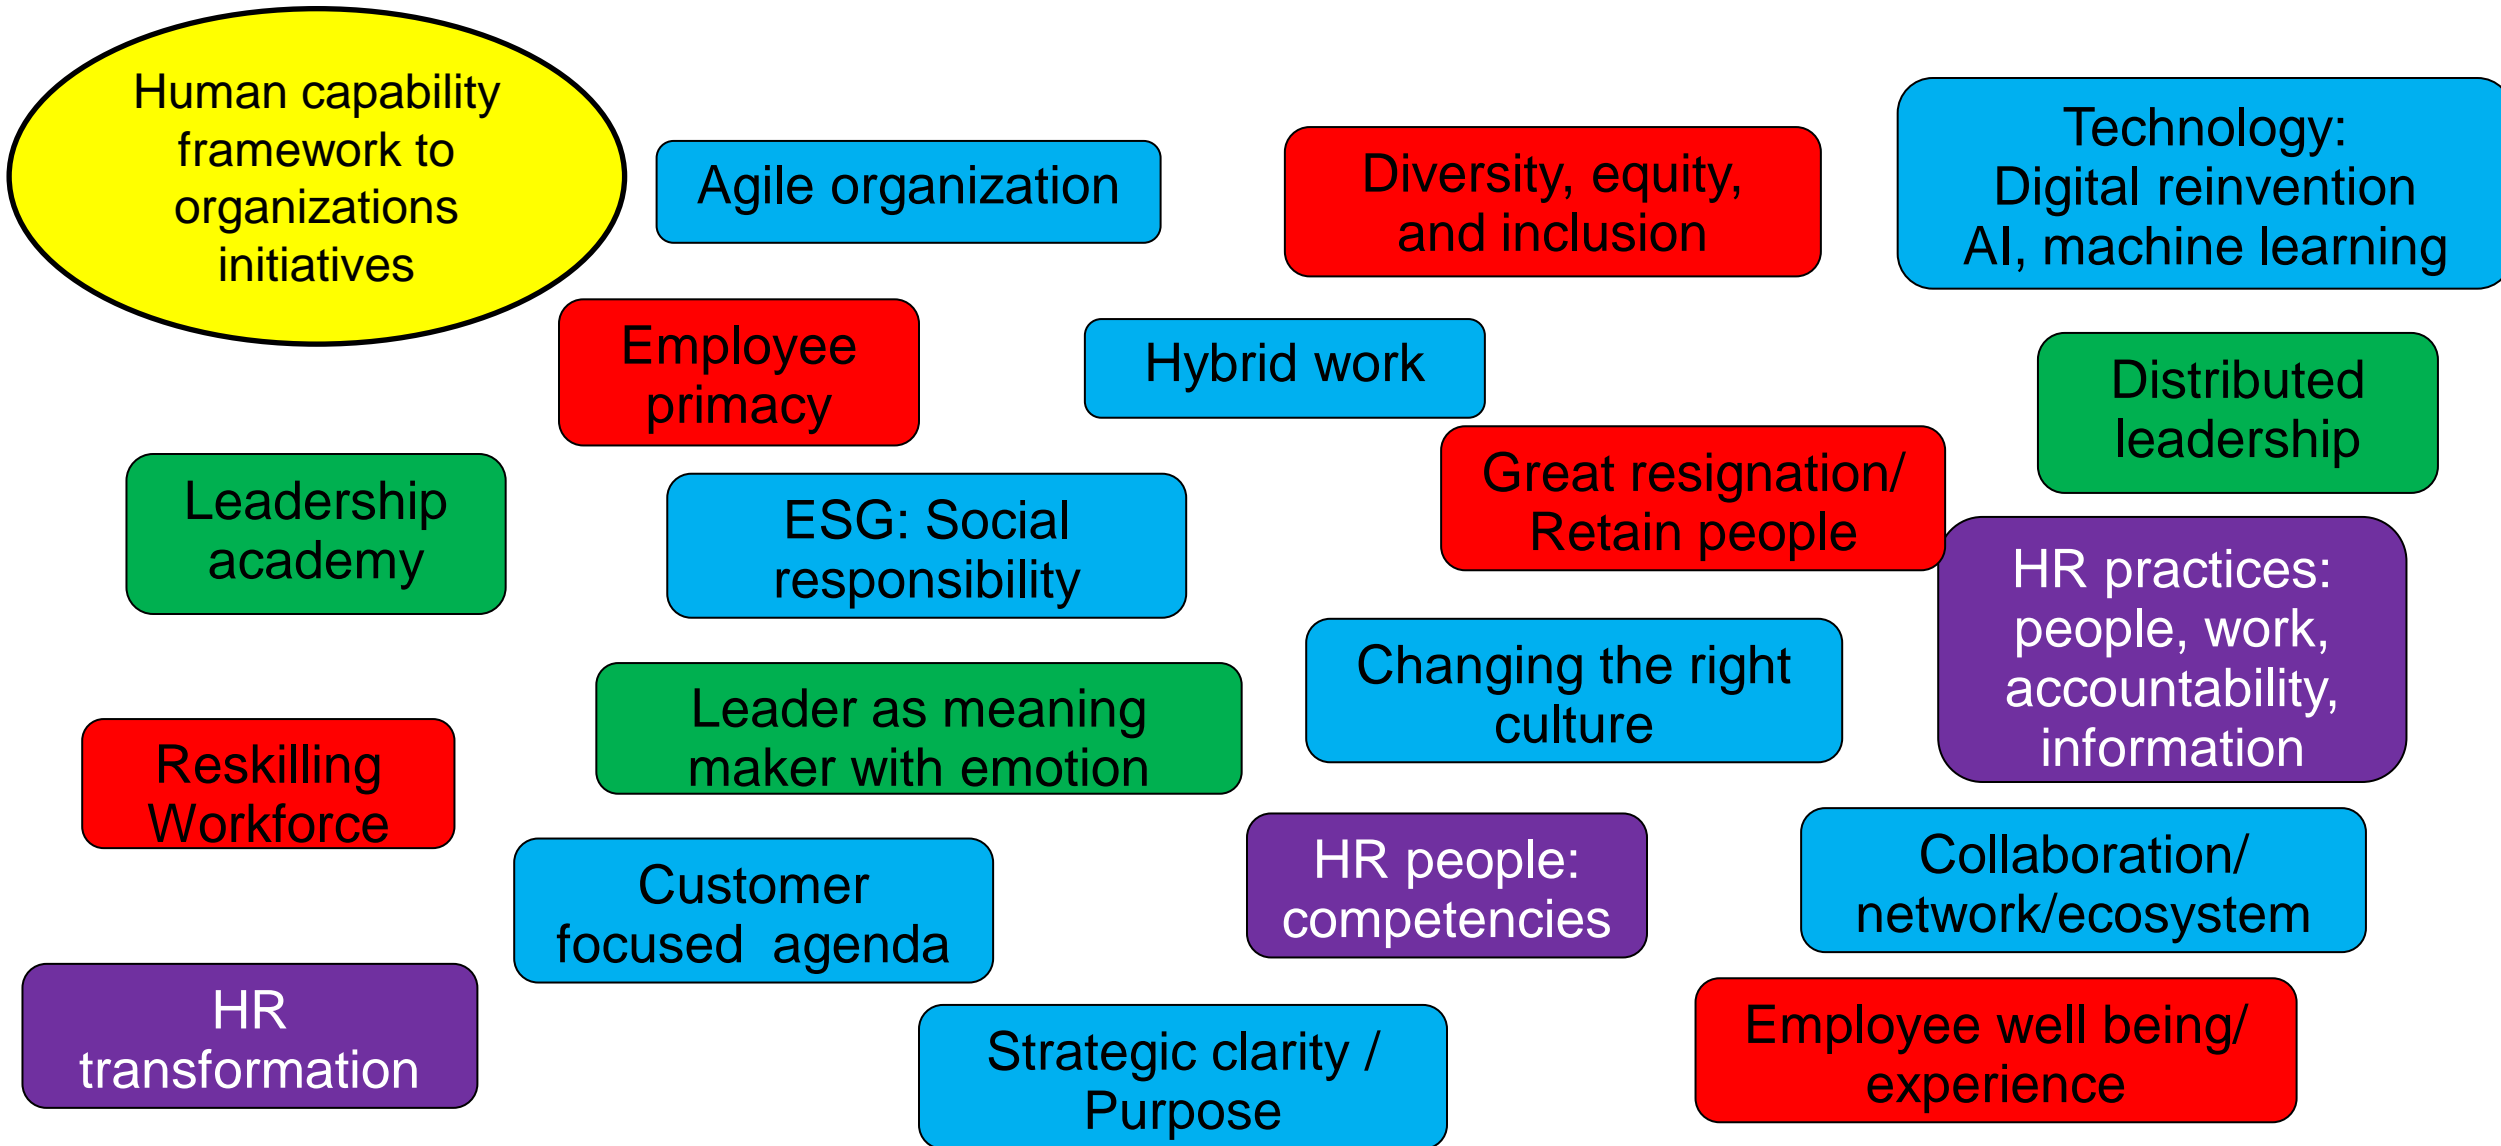 Human capability
framework to
organizations
initiatives
Agile organization
Diversity, equity,
and inclusion
Technology:
Digital reinvention
AI, machine learning
Employee
primacy
Hybrid work
Distributed
leadership
Leadership
academy
ESG: Social
responsibility
Great resignation/
Retain people
HR practices:
people, work,
accountability,
information
Leader as meaning
maker with emotion
Changing the right
culture
Reskilling
Workforce
Customer
focused  agenda
HR people:
competencies
Collaboration/
network/ecosystem
HR
transformation
Strategic clarity /
Purpose
Employee well being/
experience